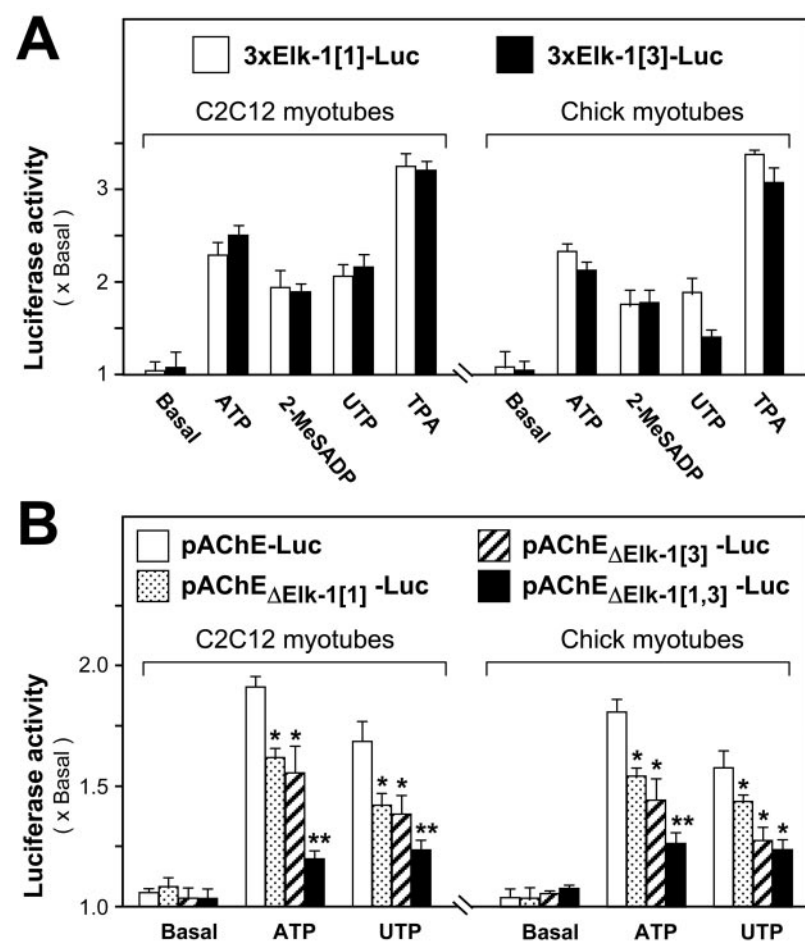 A
3xElk-1[1]-Luc 3xElk-1[3]-Luc
C2C12 myotubes Chick myotubes
Luciferase activity
( x Basal )
3
2
1
Basal ATP 2-MeSADP UTP TPA Basal ATP 2-MeSADP UTP TPA
B
pAChE-Luc pAChEΔElk-1[3] -Luc
pAChEΔElk-1[1] -Luc pAChEΔElk-1[1,3] -Luc
C2C12 myotubes Chick myotubes
Luciferase activity
( x Basal )
2.0
1.5
1.0
* * ** * * ** * * ** * * *
Basal ATP UTP Basal ATP UTP